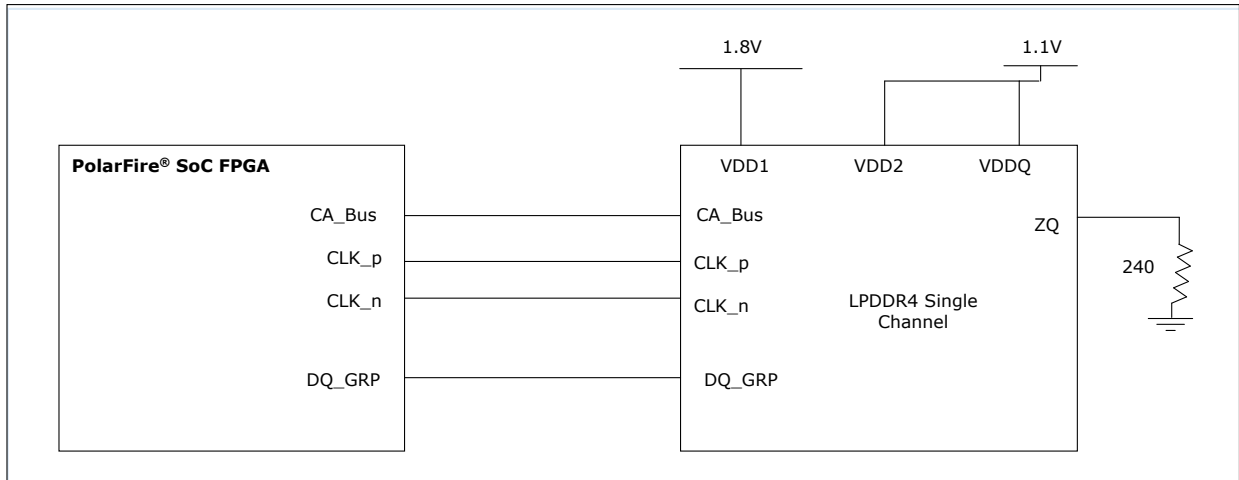 1.8V
1.1V
PolarFire® SoC FPGA
VDD1
VDD2
VDDQ
CA_Bus
CA_Bus
ZQ
CLK_p
CLK_p
240
CLK_n
CLK_n
LPDDR4 Single
Channel
DQ_GRP
DQ_GRP